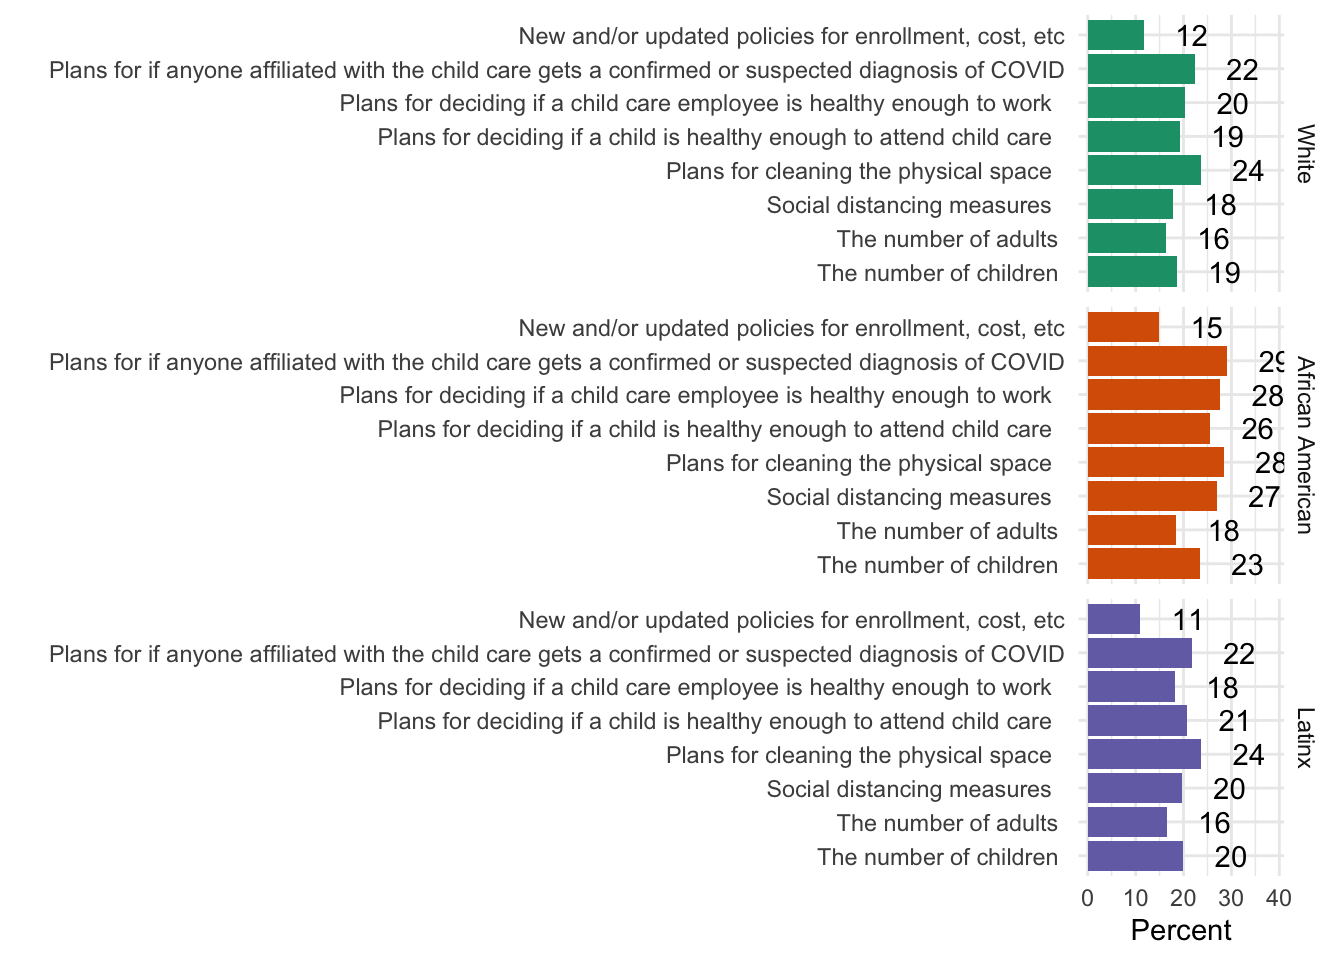 New and/or updated policies for enrollment, cost, etc 12
Plans for if anyone affiliated with the child care gets a confirmed or suspected diagnosis of COVID 22
Plans for deciding if a child care employee is healthy enough to work 20
Plans for deciding if a child is healthy enough to attend child care 19
Plans for cleaning the physical space 24
Social distancing measures 18
The number of adults 16
The number of children 19
White
New and/or updated policies for enrollment, cost, etc 15
Plans for if anyone affiliated with the child care gets a confirmed or suspected diagnosis of COVID 29
Plans for deciding if a child care employee is healthy enough to work 28
Plans for deciding if a child is healthy enough to attend child care 26
Plans for cleaning the physical space 28
Social distancing measures 27
The number of adults 18
The number of children 23
African American
New and/or updated policies for enrollment, cost, etc 11
Plans for if anyone affiliated with the child care gets a confirmed or suspected diagnosis of COVID 22
Plans for deciding if a child care employee is healthy enough to work 18
Plans for deciding if a child is healthy enough to attend child care 21
Plans for cleaning the physical space 24
Social distancing measures 20
The number of adults 16
The number of children 20
Latinx
0 10 20 30 40
Percent